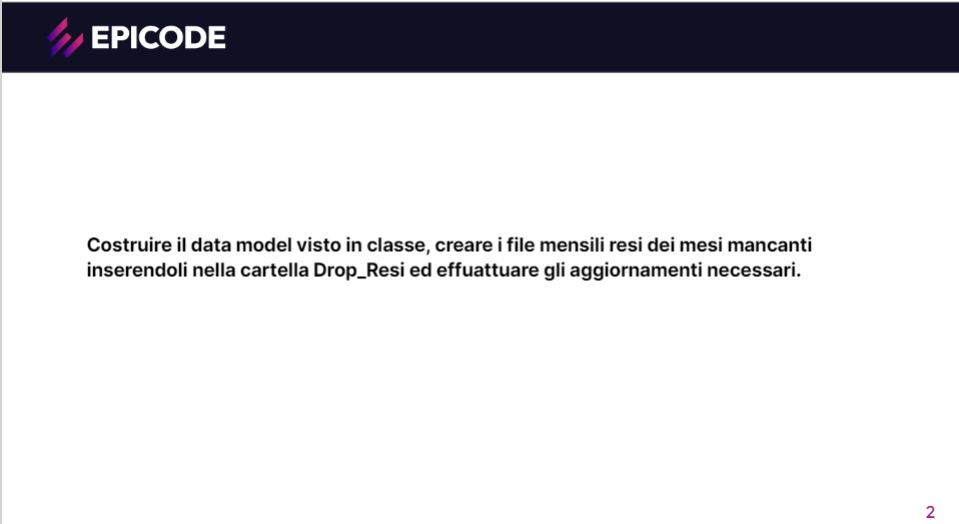 EPICODE
Costruire il data model visto in classe, creare i file mensili resi dei mesi mancanti
inserendoli nella cartella Drop_Resi ed effuattuare gli aggiornamenti necessari.
2